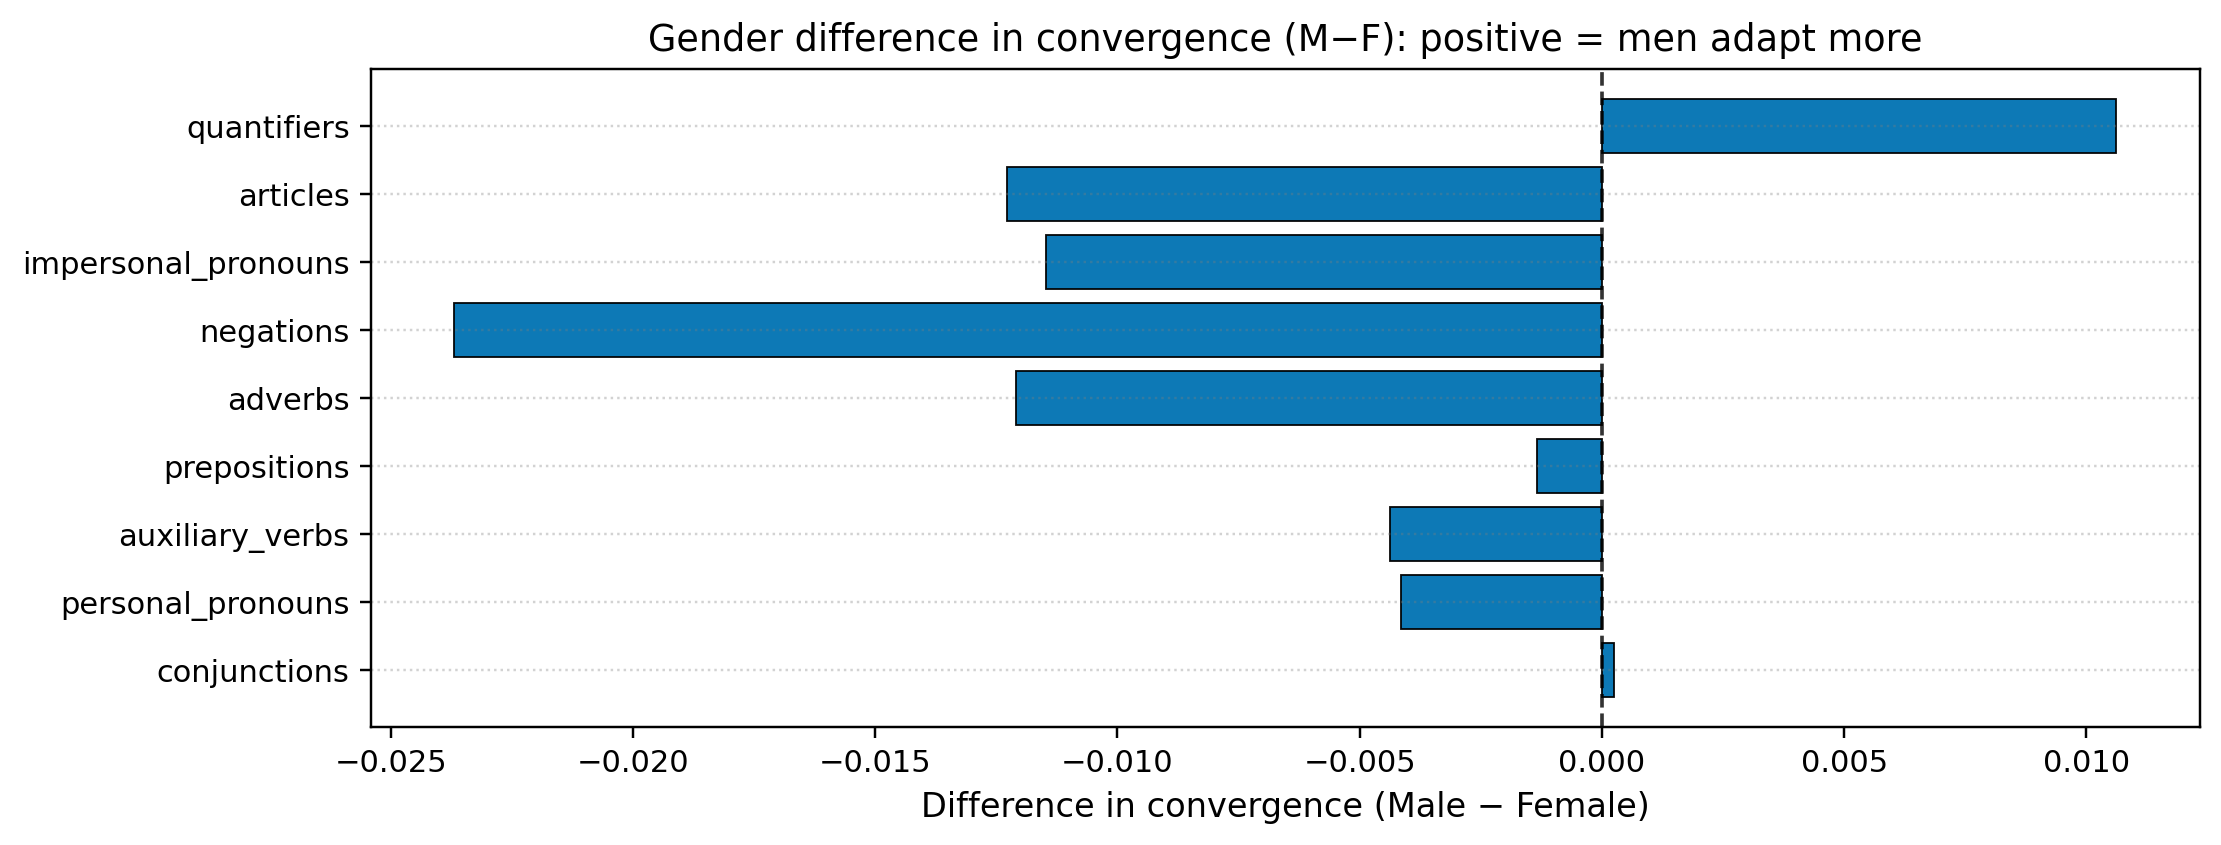 Gender difference in convergence (M−F): positive = men adapt more
quantifiers
articles
impersonal_pronouns
negations
adverbs
prepositions
auxiliary_verbs
personal_pronouns
conjunctions
−0.025 −0.020 −0.015 −0.010 −0.005 0.000 0.005 0.010
Difference in convergence (Male − Female)